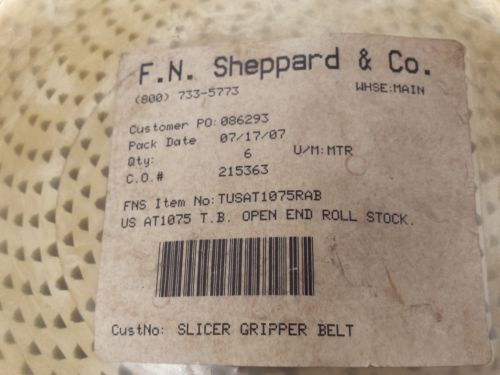 F.N. Sheppard & Co.
(800) 733-5773 WHSE:MAIN
Customer PO:086293
Pack Date 07/17/07
Qty: 6 U/M:MTR
C.O.# 215363
FNS Item No:TUSAT1075RAB
US AT1075 T.B. OPEN END ROLL STOCK.
CustNo: SLICER GRIPPER BELT